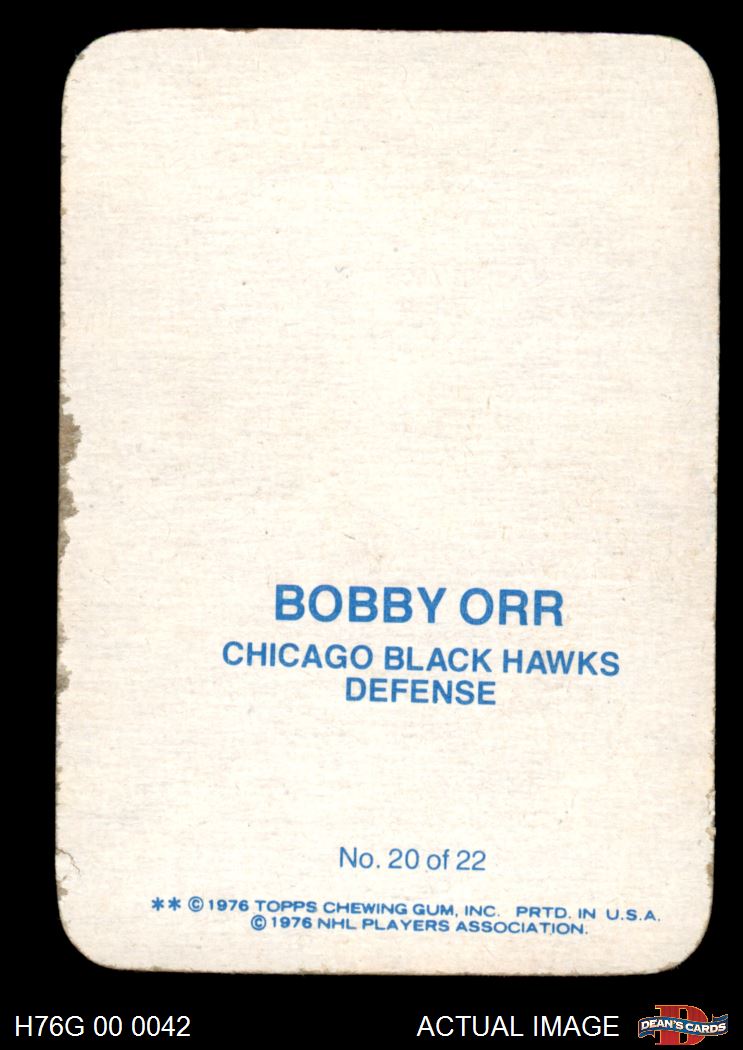 BOBBY ORR
CHICAGO BLACK HAWKS
DEFENSE
No. 20 of 22
** © 1976 TOPPS CHEWING GUM, INC. PRTD. IN U.S.A.
© 1976 NHL PLAYERS ASSOCIATION.
H76G 00 0042 ACTUAL IMAGE D DEAN'S CARDS